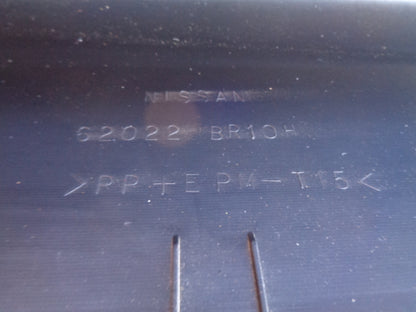 NISSAN
62022 BR10H
>PP+EPM-T15<